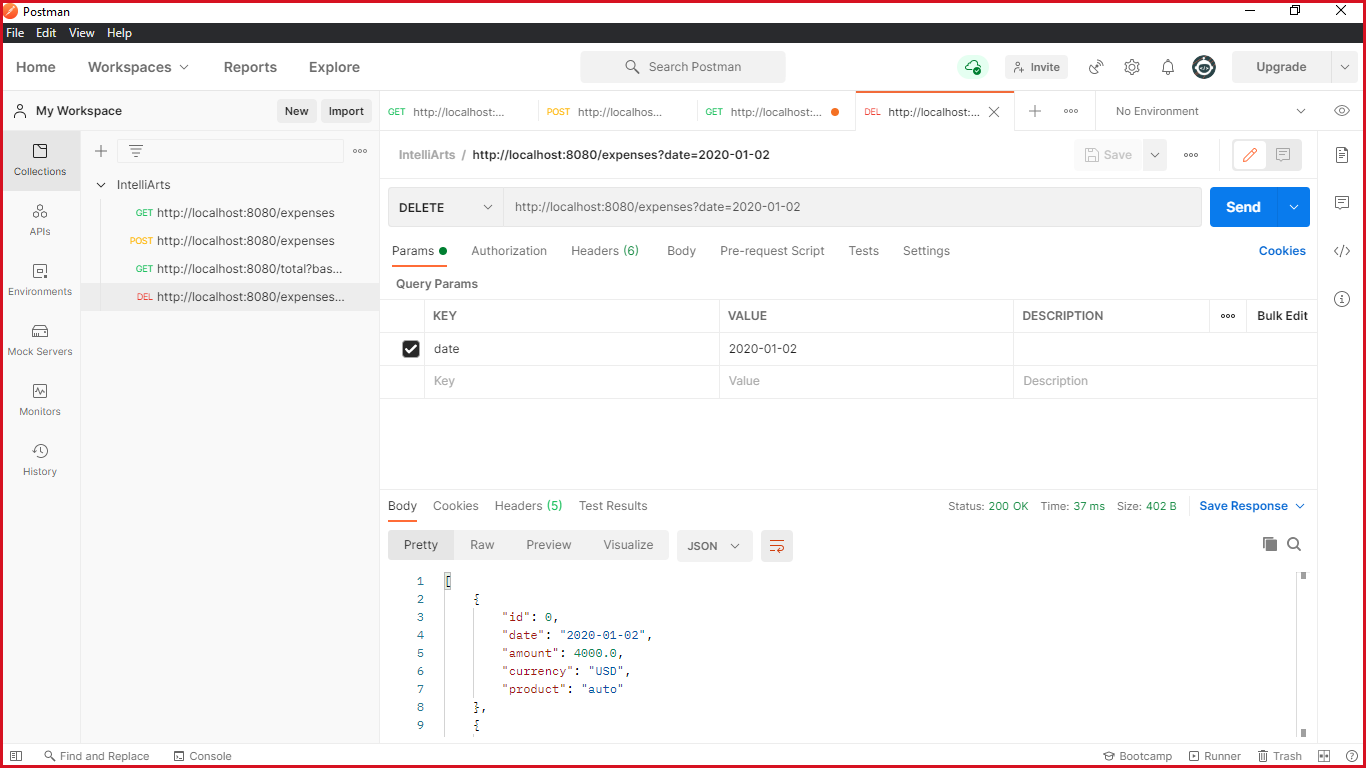 Postman
File Edit View Help
Home Workspaces Reports Explore Search Postman Invite Upgrade
My Workspace New Import
GET http://localhost:... POST http://localhos... GET http://localhost:... DEL http://localhost:... No Environment
IntelliArts / http://localhost:8080/expenses?date=2020-01-02 Save
Collections
APIs
Environments
Mock Servers
Monitors
History
IntelliArts
GET http://localhost:8080/expenses
POST http://localhost:8080/expenses
GET http://localhost:8080/total?bas...
DEL http://localhost:8080/expenses...
DELETE http://localhost:8080/expenses?date=2020-01-02 Send
Params Authorization Headers (6) Body Pre-request Script Tests Settings Cookies
Query Params
KEY VALUE DESCRIPTION Bulk Edit
date 2020-01-02
Key Value Description
Body Cookies Headers (5) Test Results Status: 200 OK Time: 37 ms Size: 402 B Save Response
Pretty Raw Preview Visualize JSON
1 [
2 {
3 "id": 0,
4 "date": "2020-01-02",
5 "amount": 4000.0,
6 "currency": "USD",
7 "product": "auto"
8 },
9 {
Find and Replace Console Bootcamp Runner Trash